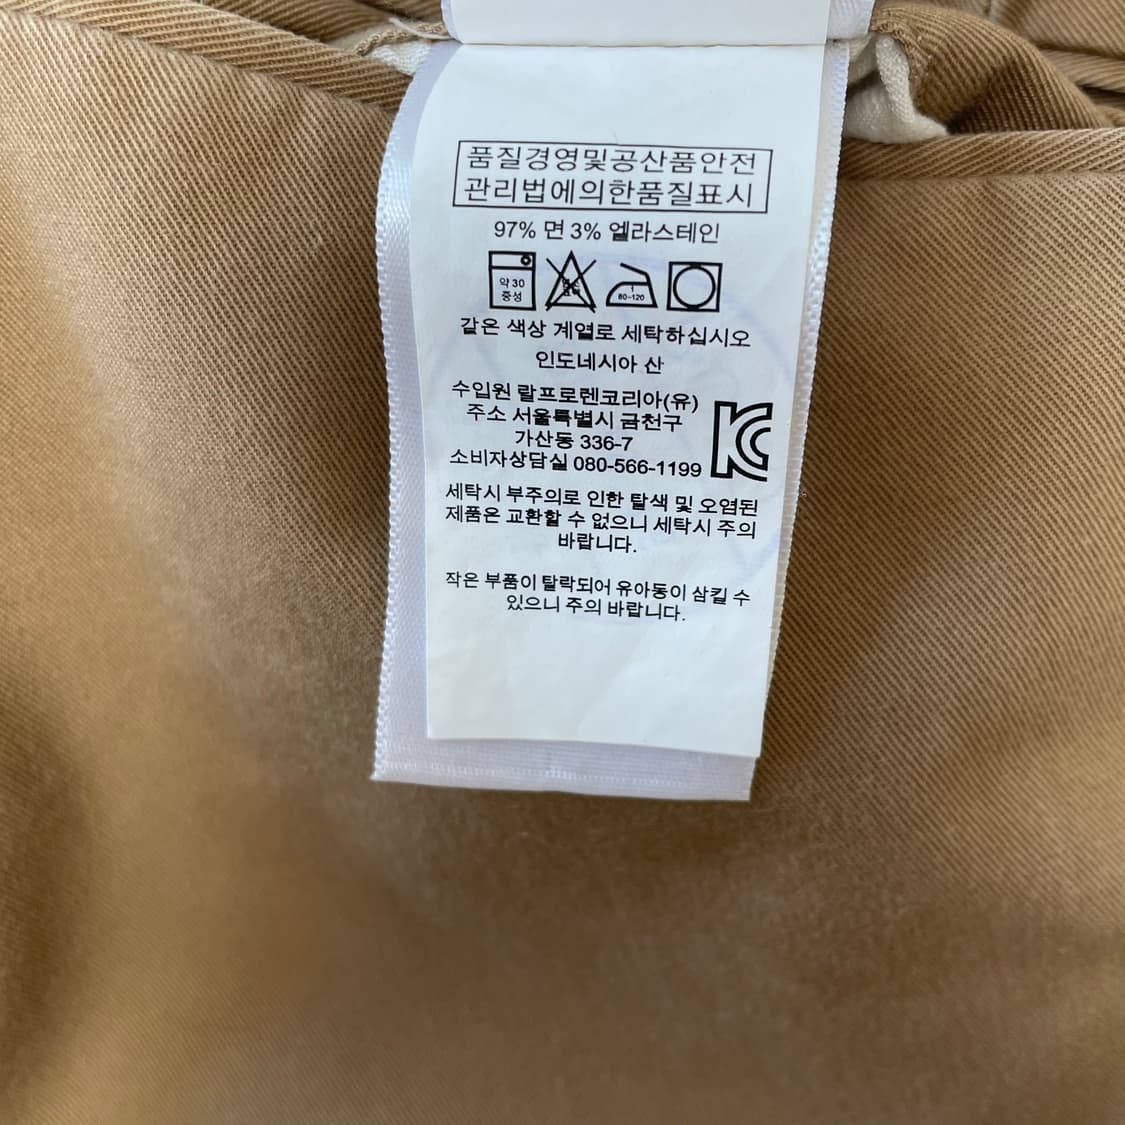 품질경영및공산품안전
관리법에의한품질표시
97% 면 3% 엘라스테인
약 30
중성
1
80-120
같은 색상 계열로 세탁하십시오
인도네시아 산
수입원 랄프로렌코리아(유)
주소 서울특별시 금천구
가산동 336-7
소비자상담실 080-566-1199
세탁시 부주의로 인한 탈색 및 오염된
제품은 교환할 수 없으니 세탁시 주의
바랍니다.
작은 부품이 탈락되어 유아동이 삼킬 수
있으니 주의 바랍니다.